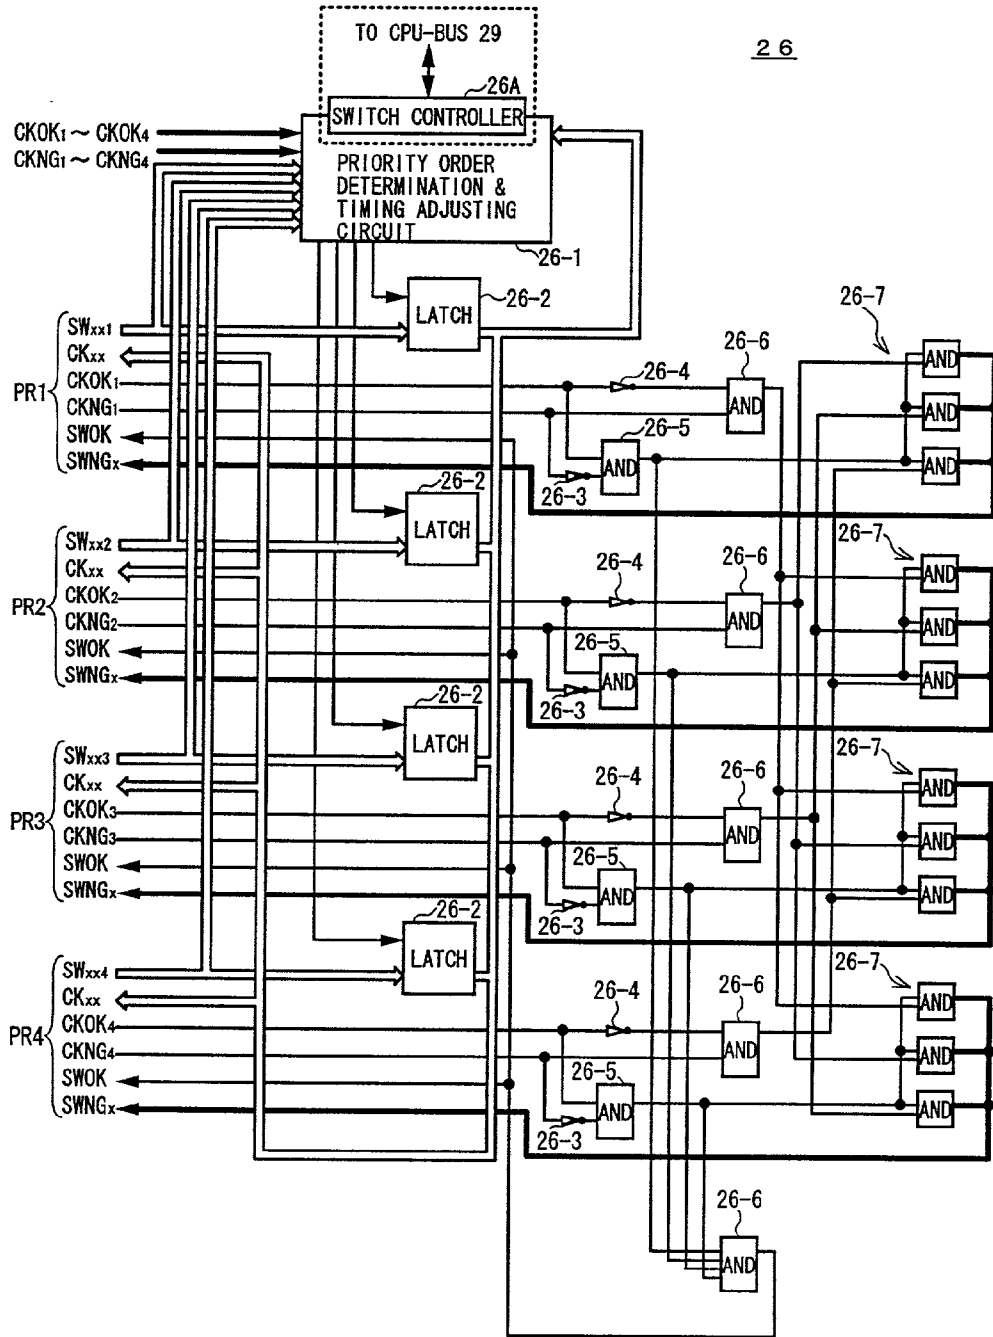 TO CPU-BUS 29
26
26A
SWITCH CONTROLLER
CKOK1~CKOK4
CKNG1~CKNG4
PRIORITY ORDER
DETERMINATION &
TIMING ADJUSTING
CIRCUIT
26-1
LATCH
26-2
PR1
SWxx1
CKxx
CKOK1
CKNG1
SWOK
SWNGx
26-4
26-6
AND
26-5
AND
26-3
26-7
AND
AND
AND
26-2
LATCH
PR2
SWxx2
CKxx
CKOK2
CKNG2
SWOK
SWNGx
26-4
26-6
AND
26-5
AND
26-3
26-7
AND
AND
AND
26-2
LATCH
PR3
SWxx3
CKxx
CKOK3
CKNG3
SWOK
SWNGx
26-4
26-6
AND
26-5
AND
26-3
26-7
AND
AND
AND
26-2
LATCH
PR4
SWxx4
CKxx
CKOK4
CKNG4
SWOK
SWNGx
26-4
26-6
AND
26-5
AND
26-3
26-7
AND
AND
AND
26-6
AND